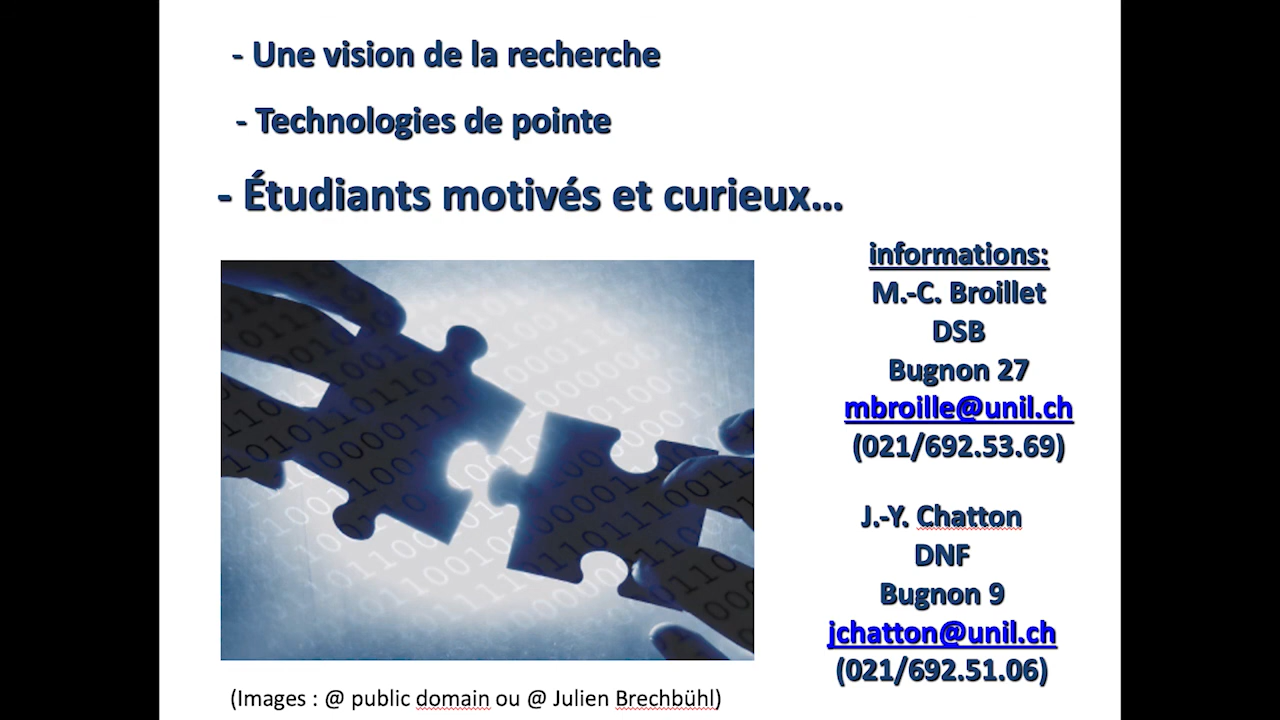 - Une vision de la recherche
- Technologies de pointe
- Étudiants motivés et curieux...
informations:
M.-C. Broillet
DSB
Bugnon 27
mbroille@unil.ch
(021/692.53.69)
J.-Y. Chatton
DNF
Bugnon 9
jchatton@unil.ch
(021/692.51.06)
(Images : @ public domain ou @ Julien Brechbühl)